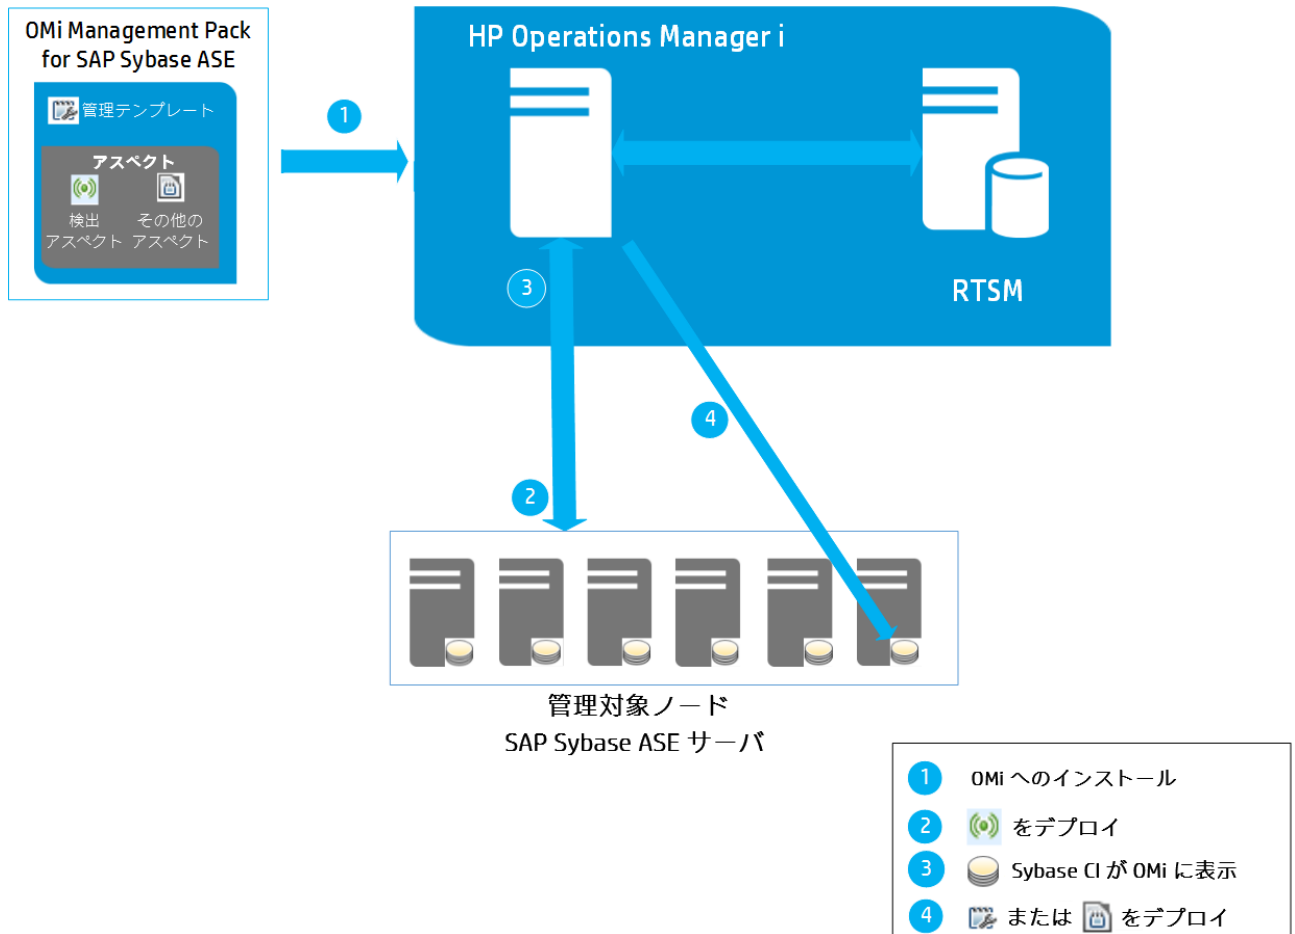 OMi Management Pack
for SAP Sybase ASE
管理テンプレート
アスペクト
検出
アスペクト
その他の
アスペクト
1
HP Operations Manager i
RTSM
3
4
2
管理対象ノード
SAP Sybase ASE サーバ
1 OMi へのインストール
2 をデプロイ
3 Sybase CI が OMi に表示
4 または をデプロイ